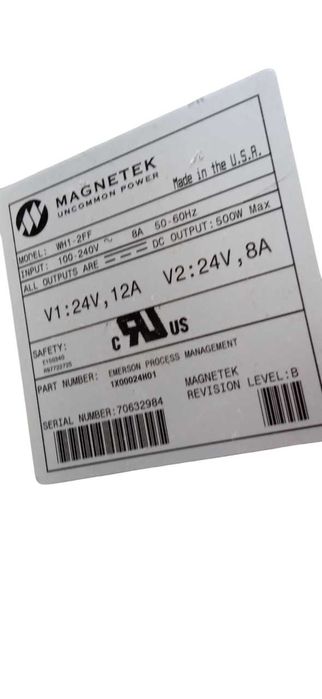 MAGNETEK
UNCOMMON POWER
Made in the U.S.A.
MODEL: WH1-2FF
INPUT: 100-240V ~ 8A 50-60Hz
ALL OUTPUTS ARE DC OUTPUT:500W Max
V1:24V,12A V2:24V,8A
SAFETY:
C RU US
PART NUMBER: EMERSON PROCESS MANAGEMENT
1X00024H01
MAGNETEK
REVISION LEVEL:B
SERIAL NUMBER:70632984